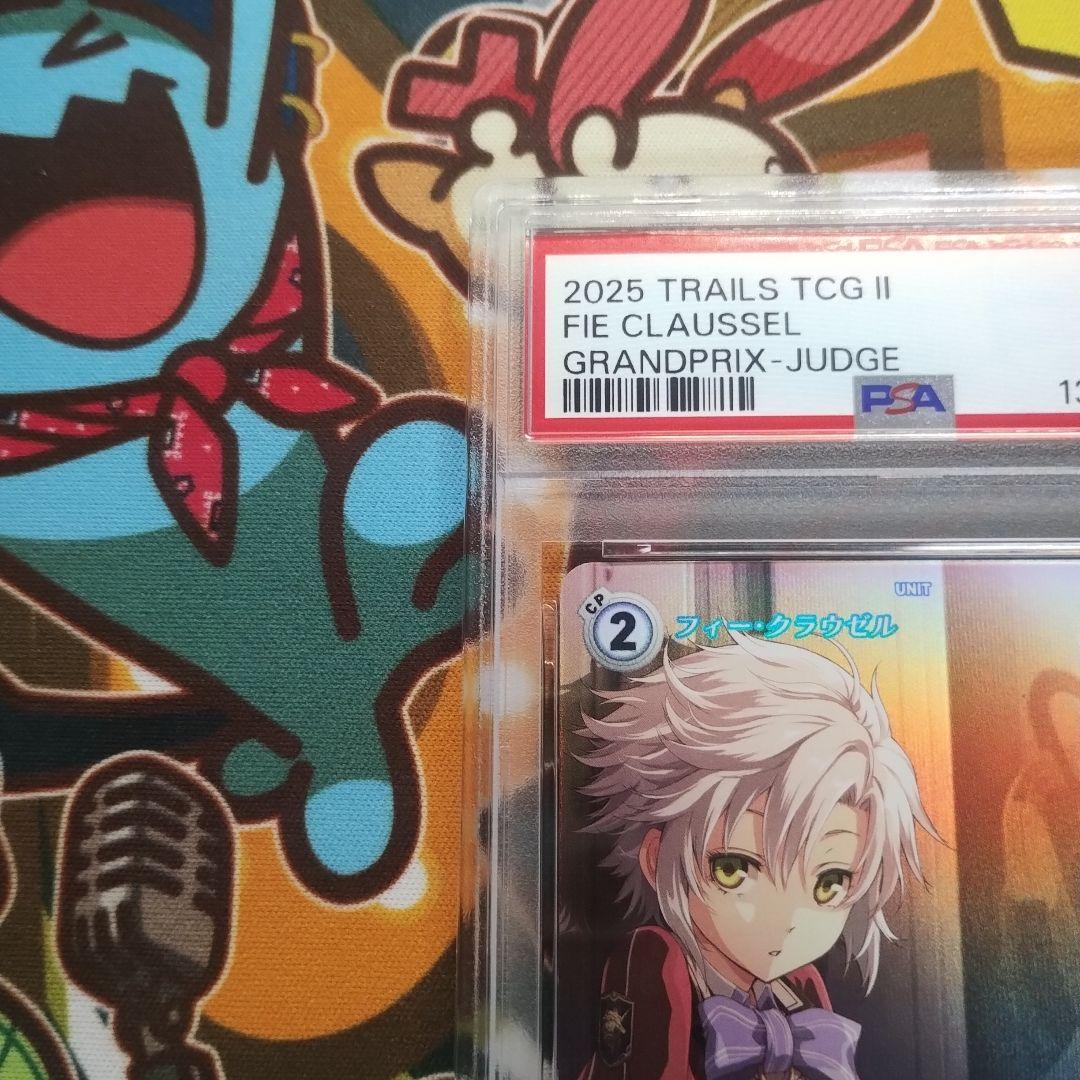 2025 TRAILS TCG II
FIE CLAUSSEL
GRANDPRIX-JUDGE
PSA
13
UNIT
CP
2
フィー・クラウゼル